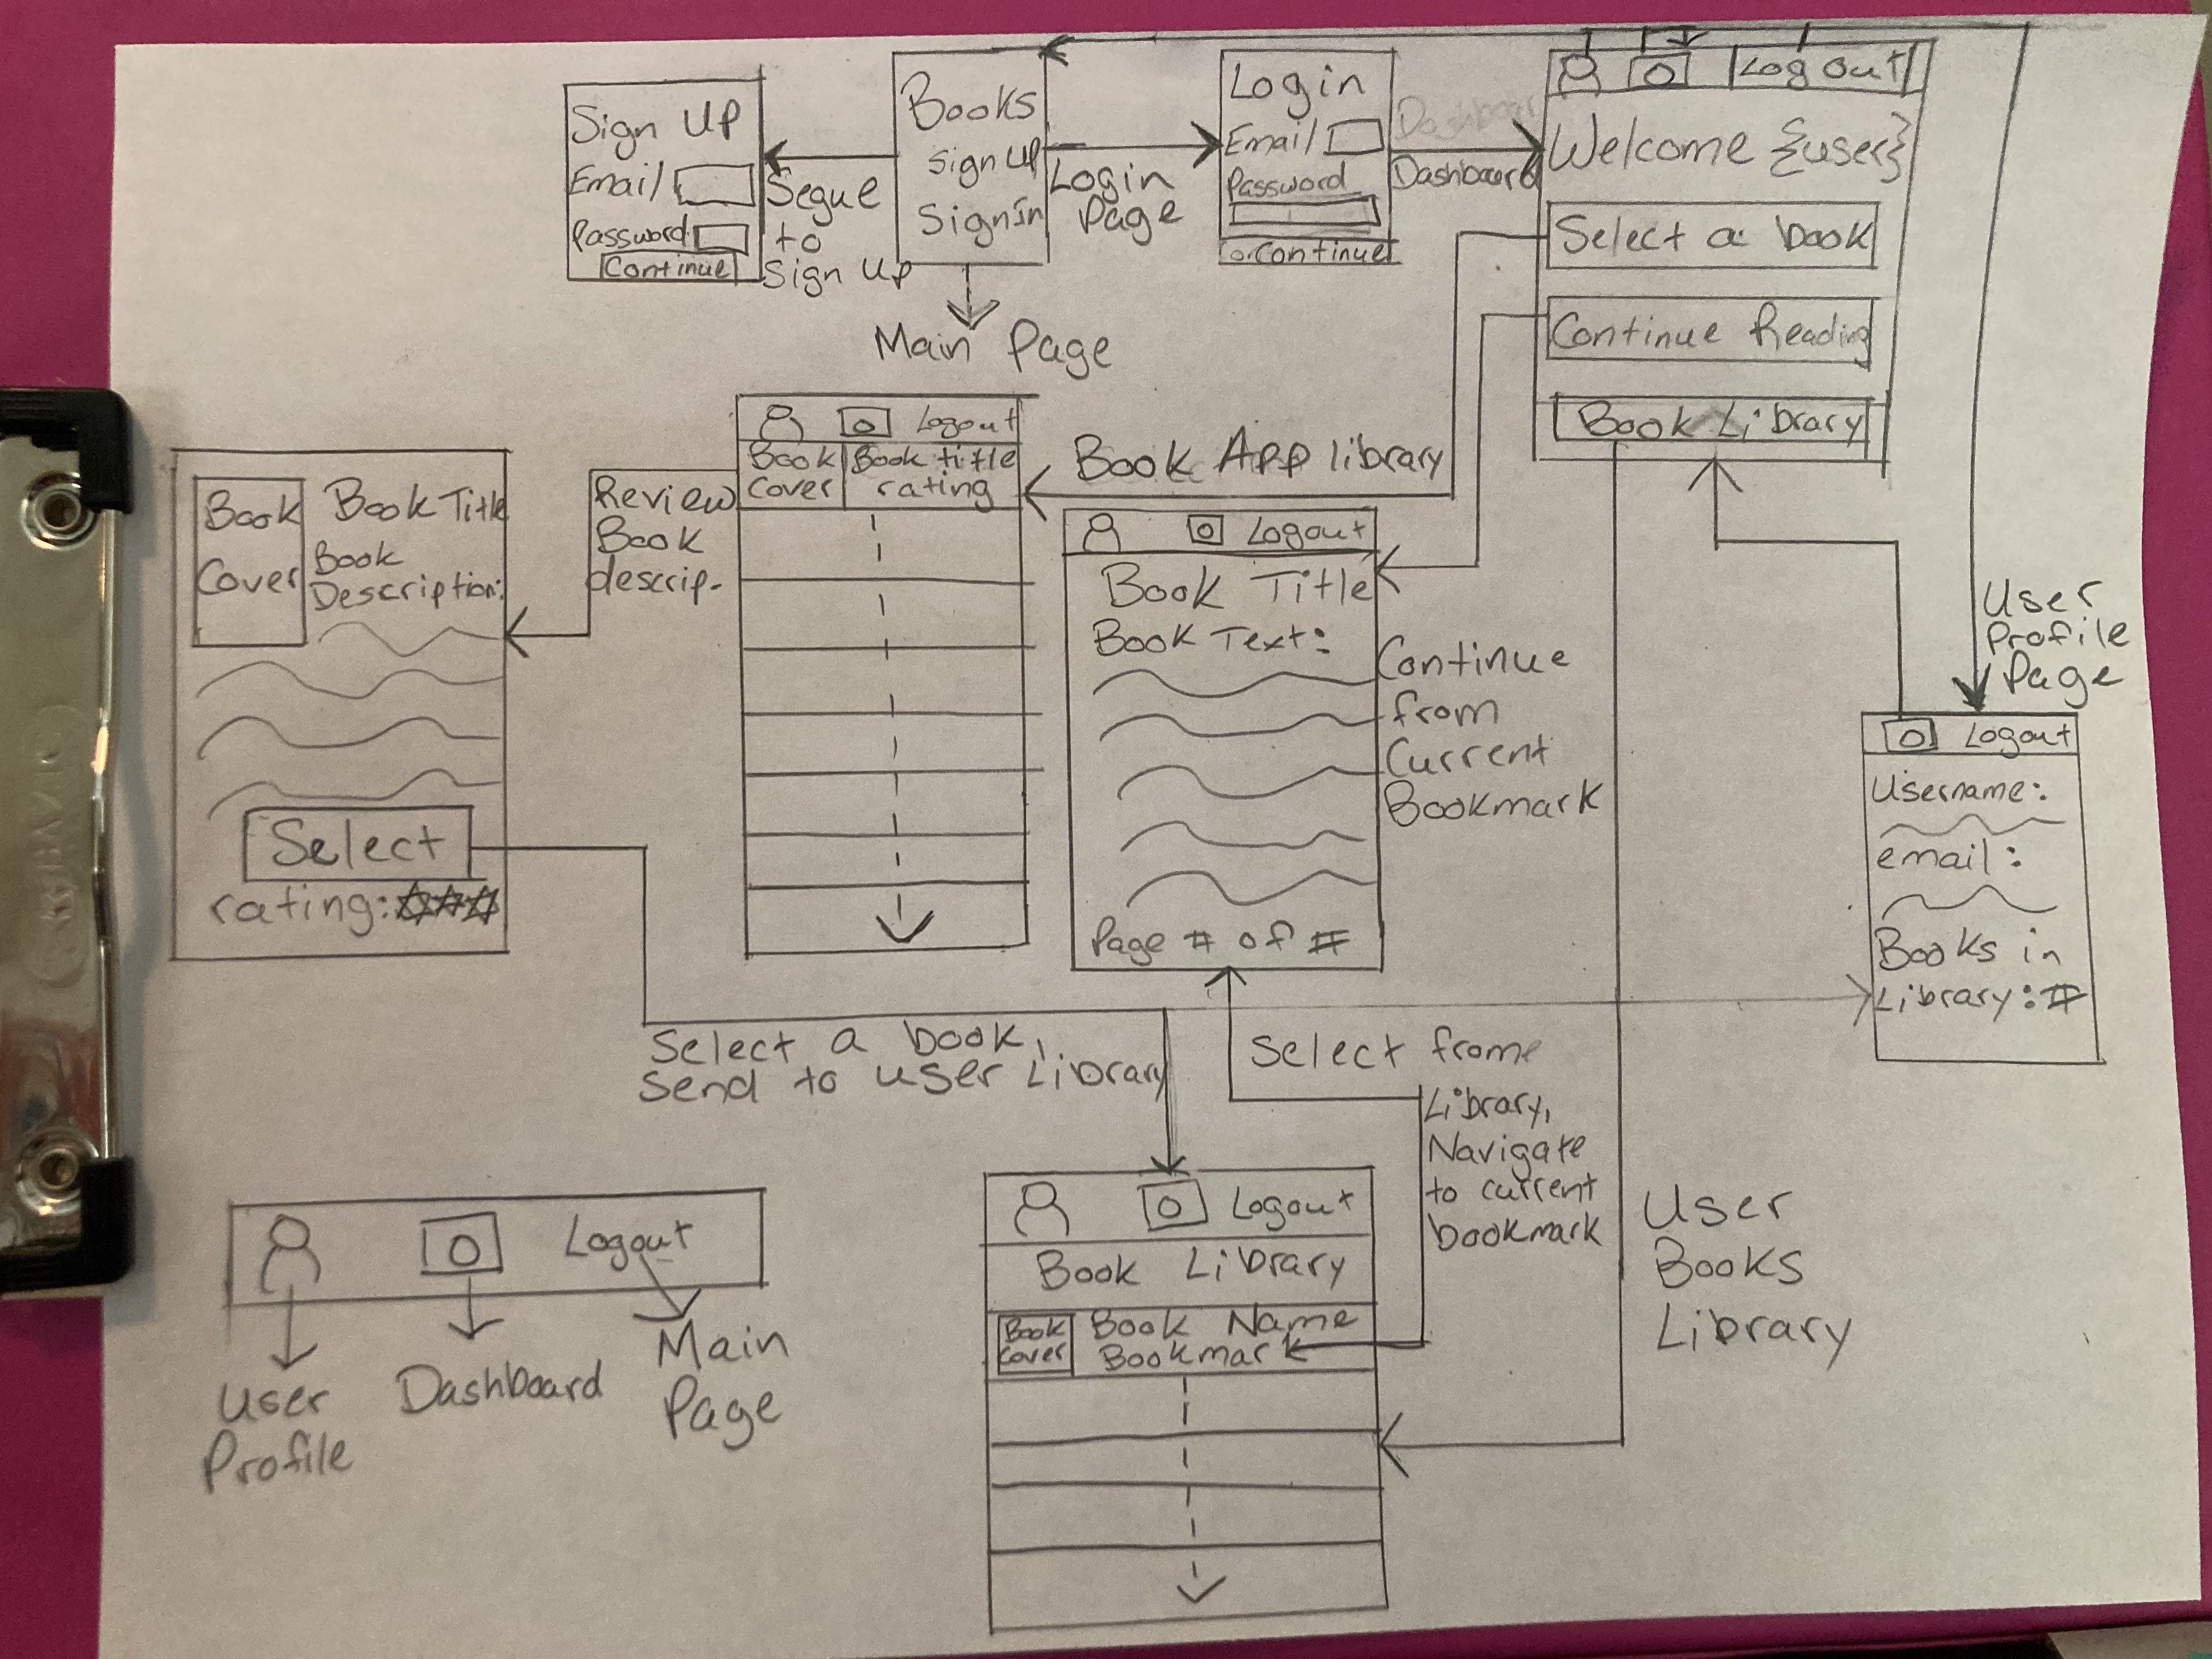 Sign Up
Email
Password
Continue
Segue
to
Sign Up
Books
Sign Up
Sign In
Main Page
Login
Page
Login
Email
Password
Continue
Dashboard
Dashboard
Log Out
Welcome {user}
Select a book
Continue Reading
Book Library
Book Cover
Book Title
Book
Description:
Select
rating:
Review
Book
descrip.
Logout
Book cover
Book title
rating
Book App library
Logout
Book Title
Book Text:
Page # of #
Continue
from
Current
Bookmark
User
Profile
Page
Logout
Username:
email:
Books in
Library: #
Select a book,
send to user Library
Select frome
Library,
Navigate
to current
bookmark
User
Books
Library
Logout
User
Profile
Dashboard
Main
Page
Logout
Book Library
Book cover
Book Name
Bookmark